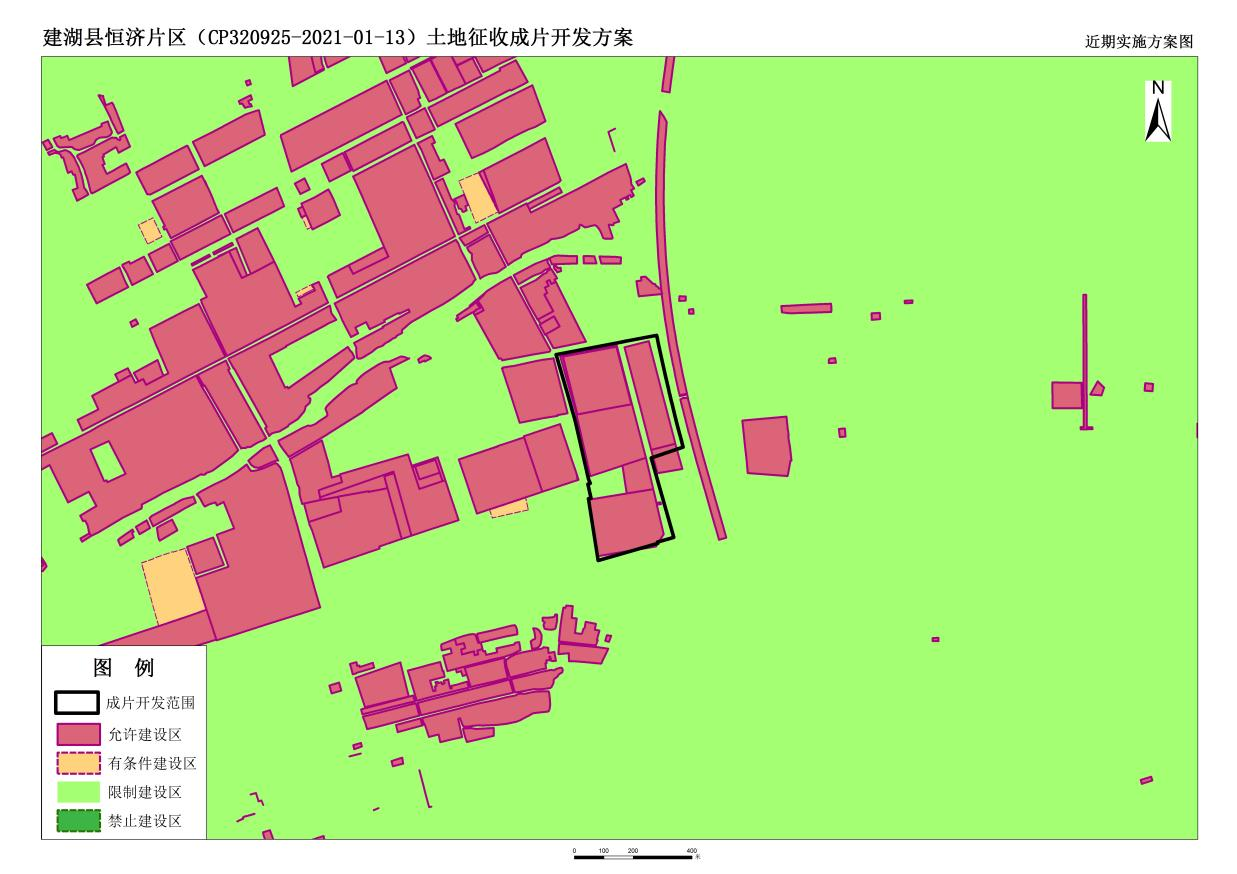 建湖县恒济片区（CP320925-2021-01-13）土地征收成片开发方案
近期实施方案图
N
图 例
成片开发范围
允许建设区
有条件建设区
限制建设区
禁止建设区
0 100 200 400
米